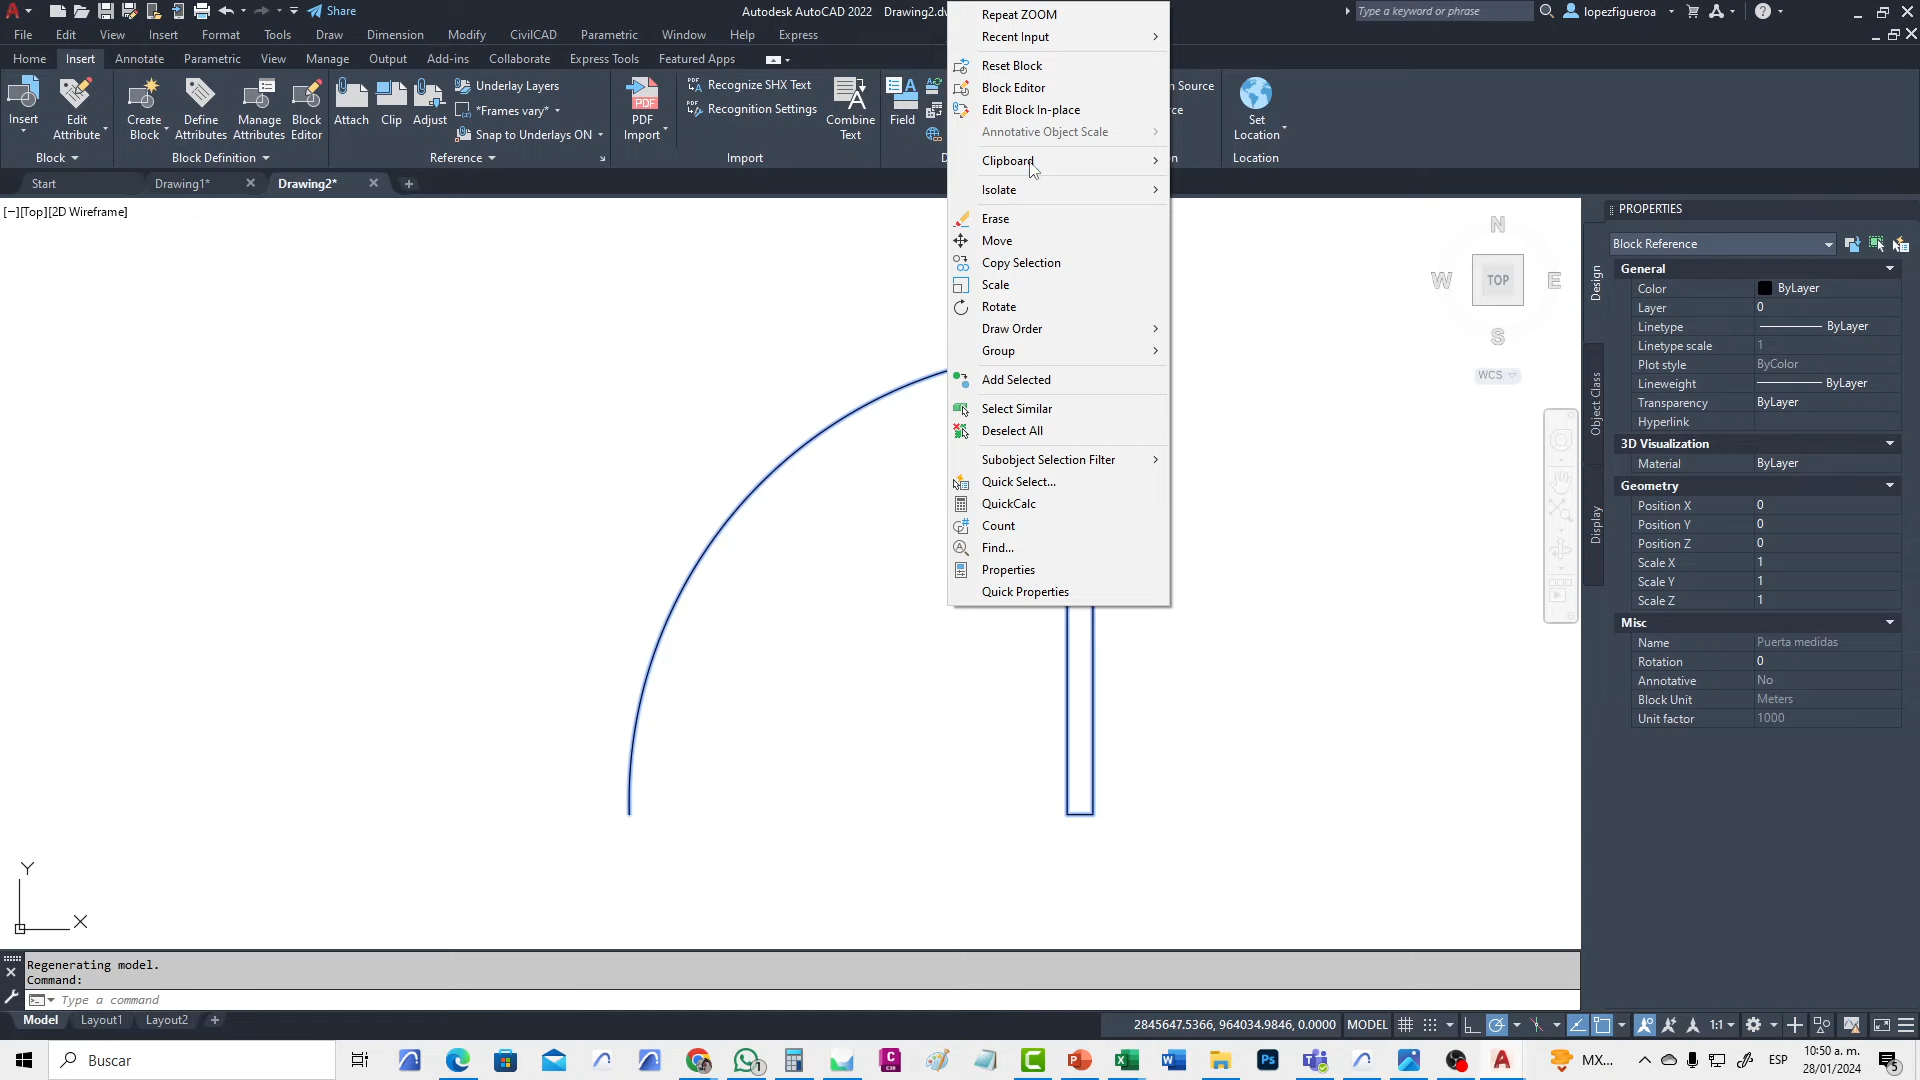 Share
Autodesk AutoCAD 2022 Drawing2.dw
Type a keyword or phrase
lopezfigueroa
File Edit View Insert Format Tools Draw Dimension Modify CivilCAD Parametric Window Help Express
Home Insert Annotate Parametric View Manage Output Add-ins Collaborate Express Tools Featured Apps
Insert
Edit Attribute
Block
Create Block
Define Attributes
Manage Attributes
Block Editor
Block Definition
Attach
Clip
Adjust
Underlay Layers
*Frames vary*
Snap to Underlays ON
Reference
PDF Import
Recognize SHX Text
Recognition Settings
Combine Text
Import
Field
Source
Set Location
Location
Start Drawing1* Drawing2*
[−][Top][2D Wireframe]
Repeat ZOOM
Recent Input
Reset Block
Block Editor
Edit Block In-place
Annotative Object Scale
Clipboard
Isolate
Erase
Move
Copy Selection
Scale
Rotate
Draw Order
Group
Add Selected
Select Similar
Deselect All
Subobject Selection Filter
Quick Select...
QuickCalc
Count
Find...
Properties
Quick Properties
N
W TOP E
S
WCS
Design
Object Class
Display
PROPERTIES
Block Reference
General
Color ByLayer
Layer 0
Linetype ByLayer
Linetype scale 1
Plot style ByColor
Lineweight ByLayer
Transparency ByLayer
Hyperlink
3D Visualization
Material ByLayer
Geometry
Position X 0
Position Y 0
Position Z 0
Scale X 1
Scale Y 1
Scale Z 1
Misc
Name Puerta medidas
Rotation 0
Annotative No
Block Unit Meters
Unit factor 1000
Y
X
Regenerating model.
Command:
Type a command
Model Layout1 Layout2
2845647.5366, 964034.9846, 0.0000 MODEL 1:1
Buscar
MX...
ESP
10:50 a. m.
28/01/2024
5